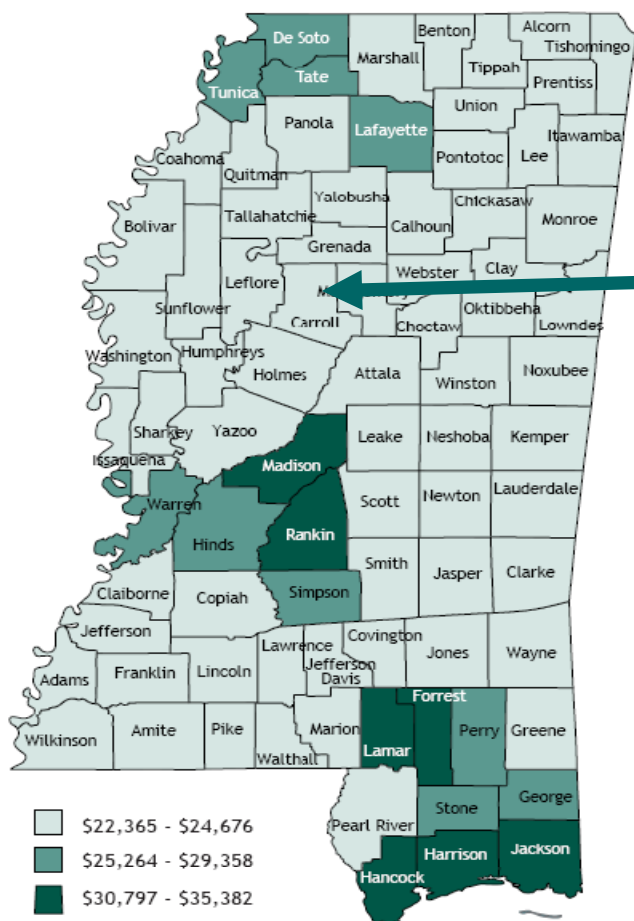 De Soto
Benton
Alcorn
Tishomingo
Marshall
Tippah
Tate
Prentiss
Tunica
Union
Panola
Lafayette
Itawamba
Lee
Pontotoc
Coahoma
Quitman
Yalobusha
Chickasaw
Tallahatchie
Calhoun
Monroe
Bolivar
Grenada
Webster
Clay
Leflore
Sunflower
Oktibbeha
Carroll
Choctaw
Lowndes
Washington
Humphreys
Holmes
Attala
Noxubee
Winston
Sharkey
Yazoo
Leake
Neshoba
Kemper
Issaquena
Madison
Warren
Scott
Newton
Lauderdale
Hinds
Rankin
Smith
Jasper
Clarke
Claiborne
Copiah
Simpson
Jefferson
Covington
Lawrence
Jones
Wayne
Adams
Franklin
Lincoln
Jefferson
Davis
Forrest
Wilkinson
Amite
Pike
Marion
Perry
Greene
Walthall
Lamar
George
Stone
Pearl River
Harrison
Jackson
Hancock
$22,365 - $24,676
$25,264 - $29,358
$30,797 - $35,382